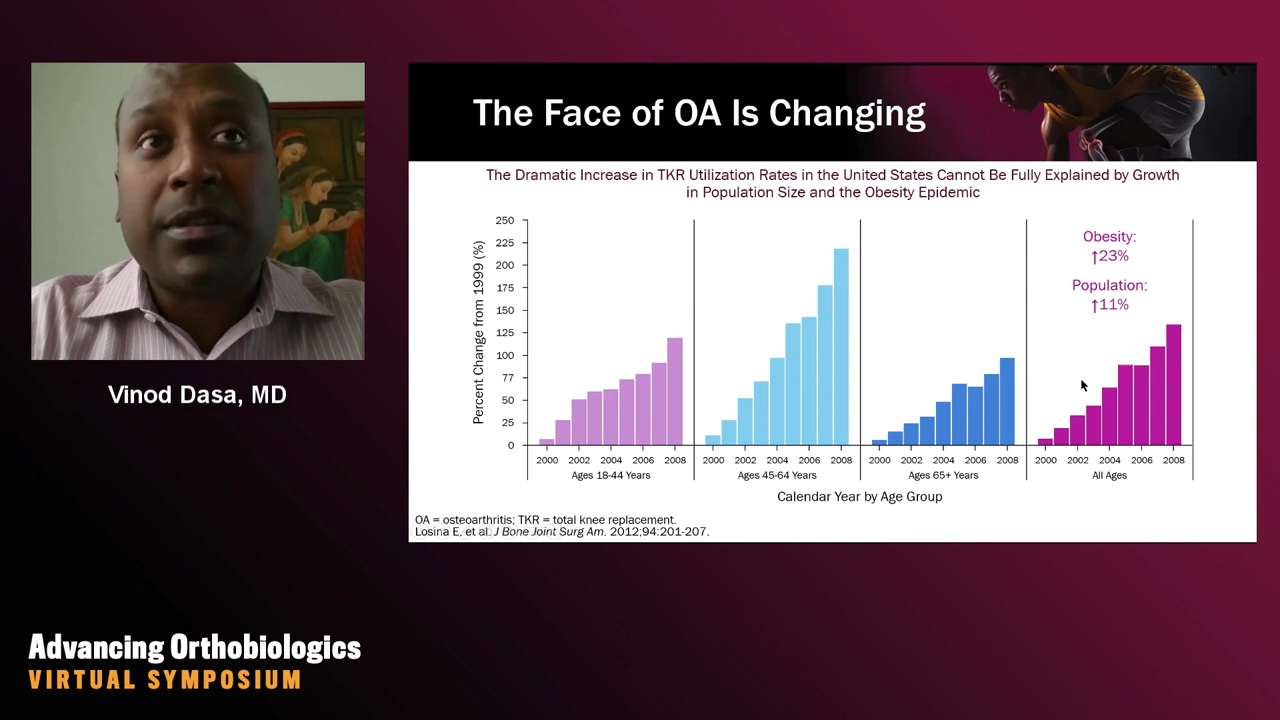 The Face of OA Is Changing
The Dramatic Increase in TKR Utilization Rates in the United States Cannot Be Fully Explained by Growth
in Population Size and the Obesity Epidemic
Percent Change from 1999 (%)
250
225
200
175
150
125
100
77
50
25
0
Obesity:
↑23%
Population:
↑11%
2000 2002 2004 2006 2008 2000 2002 2004 2006 2008 2000 2002 2004 2006 2008 2000 2002 2004 2006 2008
Ages 18-44 Years Ages 45-64 Years Ages 65+ Years All Ages
Calendar Year by Age Group
OA = osteoarthritis; TKR = total knee replacement.
Losina E, et al. J Bone Joint Surg Am. 2012;94:201-207.
Vinod Dasa, MD
Advancing Orthobiologics
VIRTUAL SYMPOSIUM